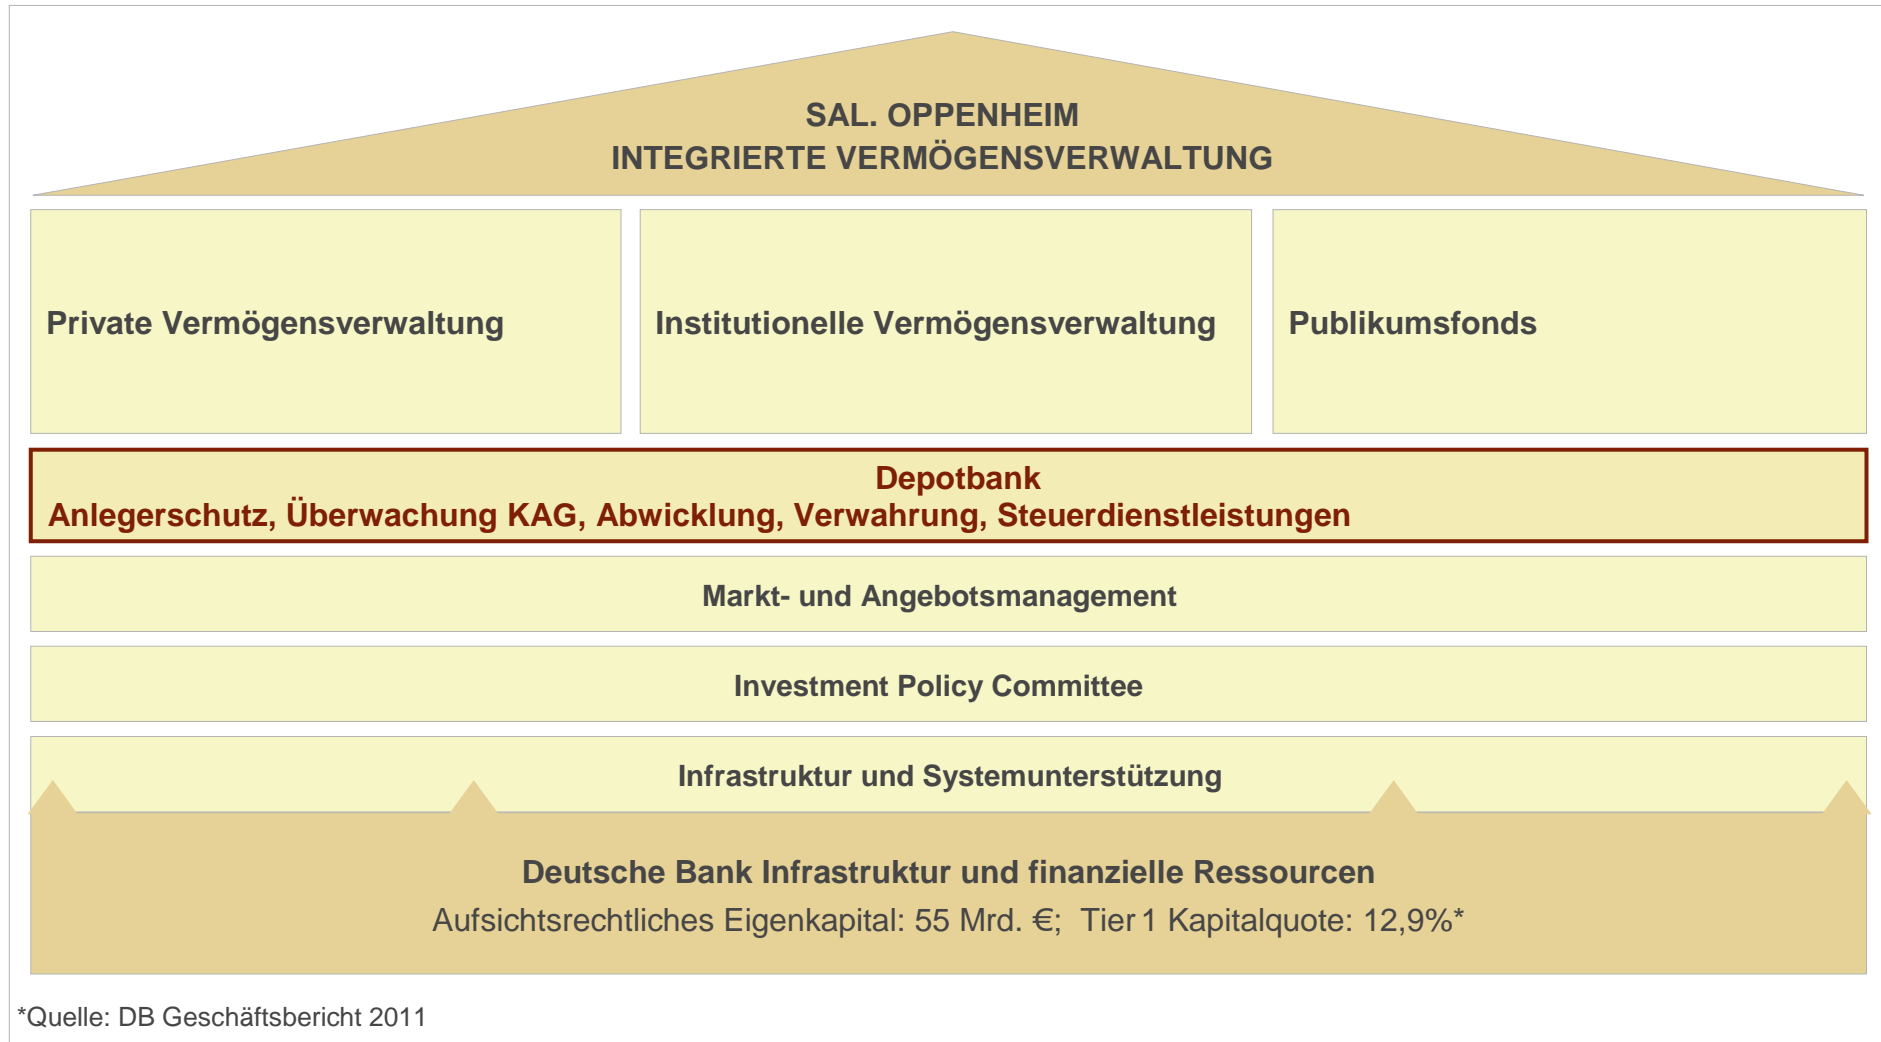 SAL. OPPENHEIM
INTEGRIERTE VERMÖGENSVERWALTUNG
Private Vermögensverwaltung
Institutionelle Vermögensverwaltung
Publikumsfonds
Depotbank
Anlegerschutz, Überwachung KAG, Abwicklung, Verwahrung, Steuerdienstleistungen
Markt- und Angebotsmanagement
Investment Policy Committee
Infrastruktur und Systemunterstützung
Deutsche Bank Infrastruktur und finanzielle Ressourcen
Aufsichtsrechtliches Eigenkapital: 55 Mrd. €; Tier 1 Kapitalquote: 12,9%*
*Quelle: DB Geschäftsbericht 2011